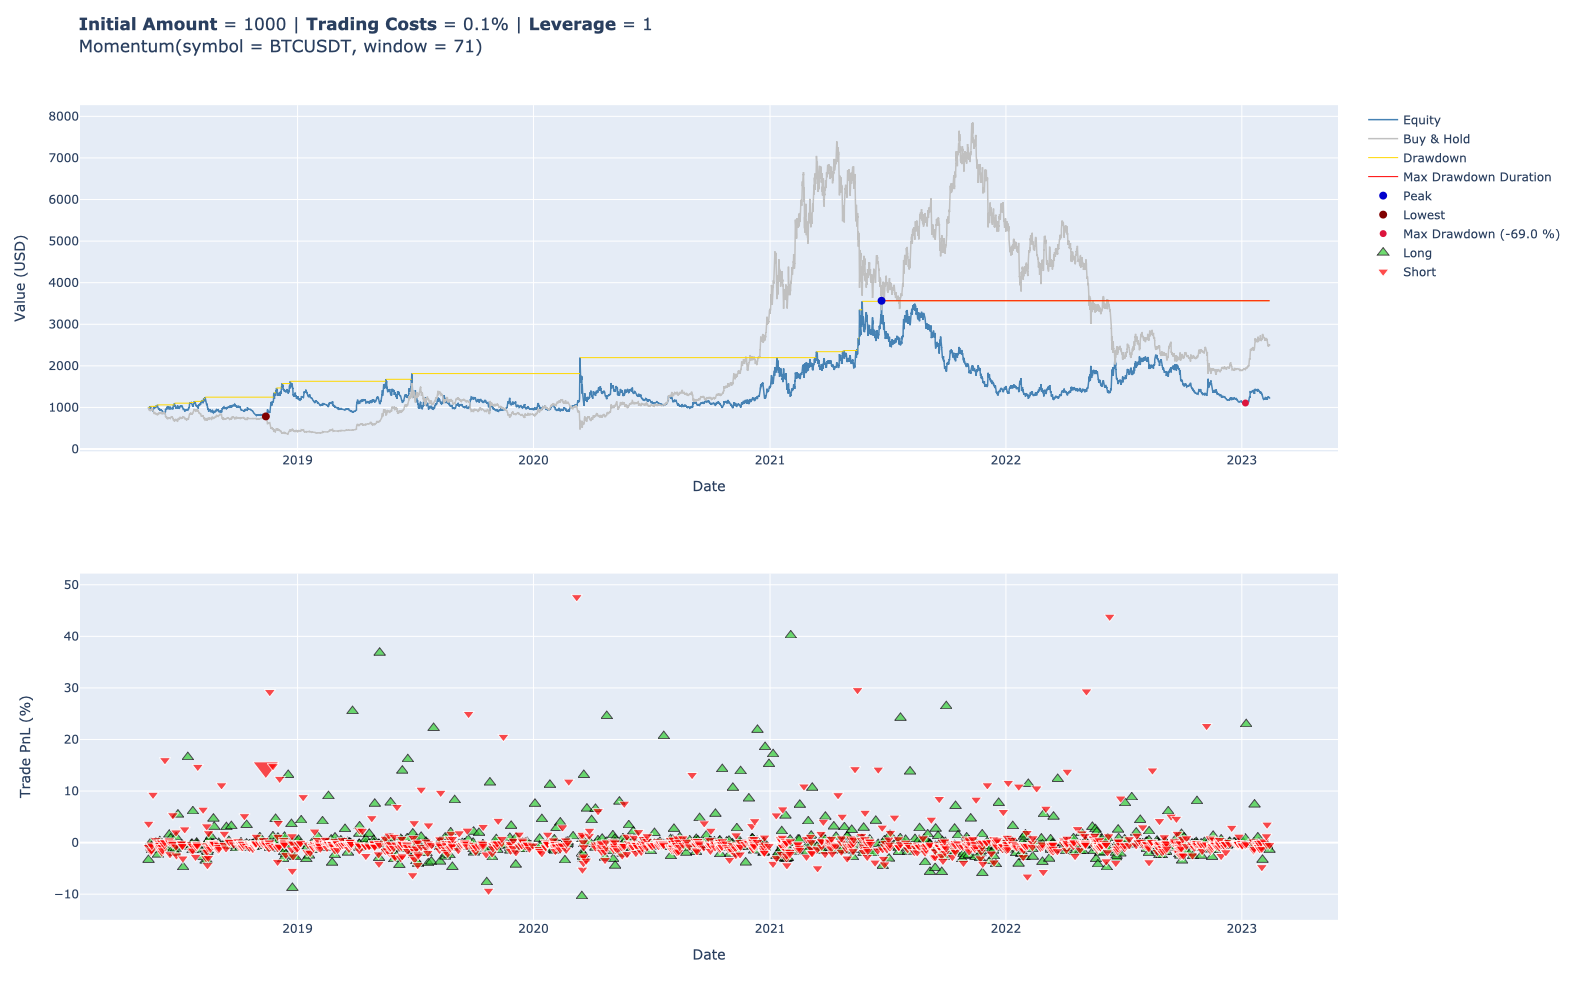 Initial Amount = 1000 | Trading Costs = 0.1% | Leverage = 1
Momentum(symbol = BTCUSDT, window = 71)
8000
7000
6000
5000
4000
3000
2000
1000
0
Value (USD)
2019
2020
2021
2022
2023
Date
Equity
Buy & Hold
Drawdown
Max Drawdown Duration
Peak
Lowest
Max Drawdown (-69.0 %)
Long
Short
50
40
30
20
10
0
−10
Trade PnL (%)
2019
2020
2021
2022
2023
Date